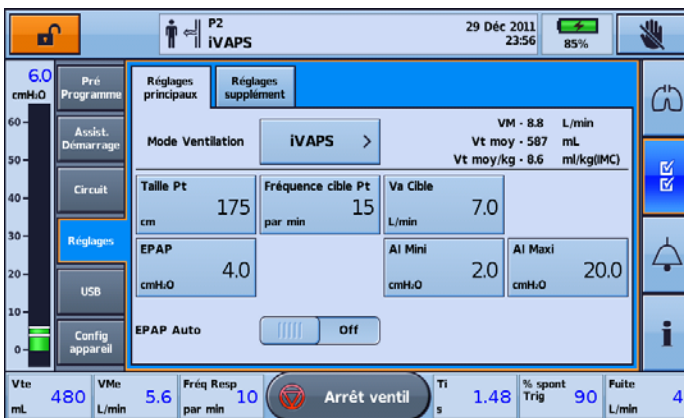 P2
iVAPS
29 Déc 2011
23:56
85%
6.0
cmH₂O
60
50
40
30
20
10
0
Pré
Programme
Assist.
Démarrage
Circuit
Réglages
USB
Config
appareil
Réglages
principaux
Réglages
supplément
Mode Ventilation
iVAPS >
VM - 8.8 L/min
Vt moy - 587 mL
Vt moy/kg - 8.6 ml/kg(IMC)
Taille Pt
175
cm
Fréquence cible Pt
15
par min
Va Cible
7.0
L/min
EPAP
4.0
cmH₂O
AI Mini
2.0
cmH₂O
AI Maxi
20.0
cmH₂O
EPAP Auto
Off
Vte
480
mL
VMe
5.6
L/min
Fréq Resp
10
par min
Arrêt ventil
Ti
1.48
s
% spont
Trig
90
Fuite
4
L/min